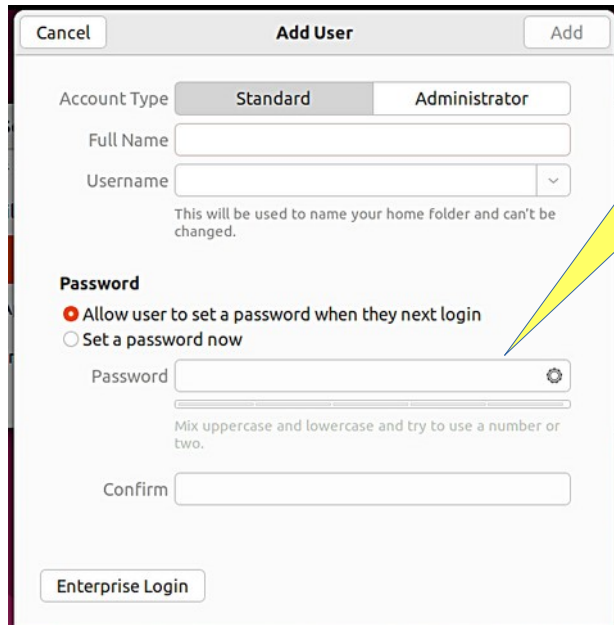 Cancel
Add User
Add
Account Type
Standard
Administrator
Full Name
Username
This will be used to name your home folder and can't be
changed.
Password
Allow user to set a password when they next login
Set a password now
Password
Mix uppercase and lowercase and try to use a number or
two.
Confirm
Enterprise Login